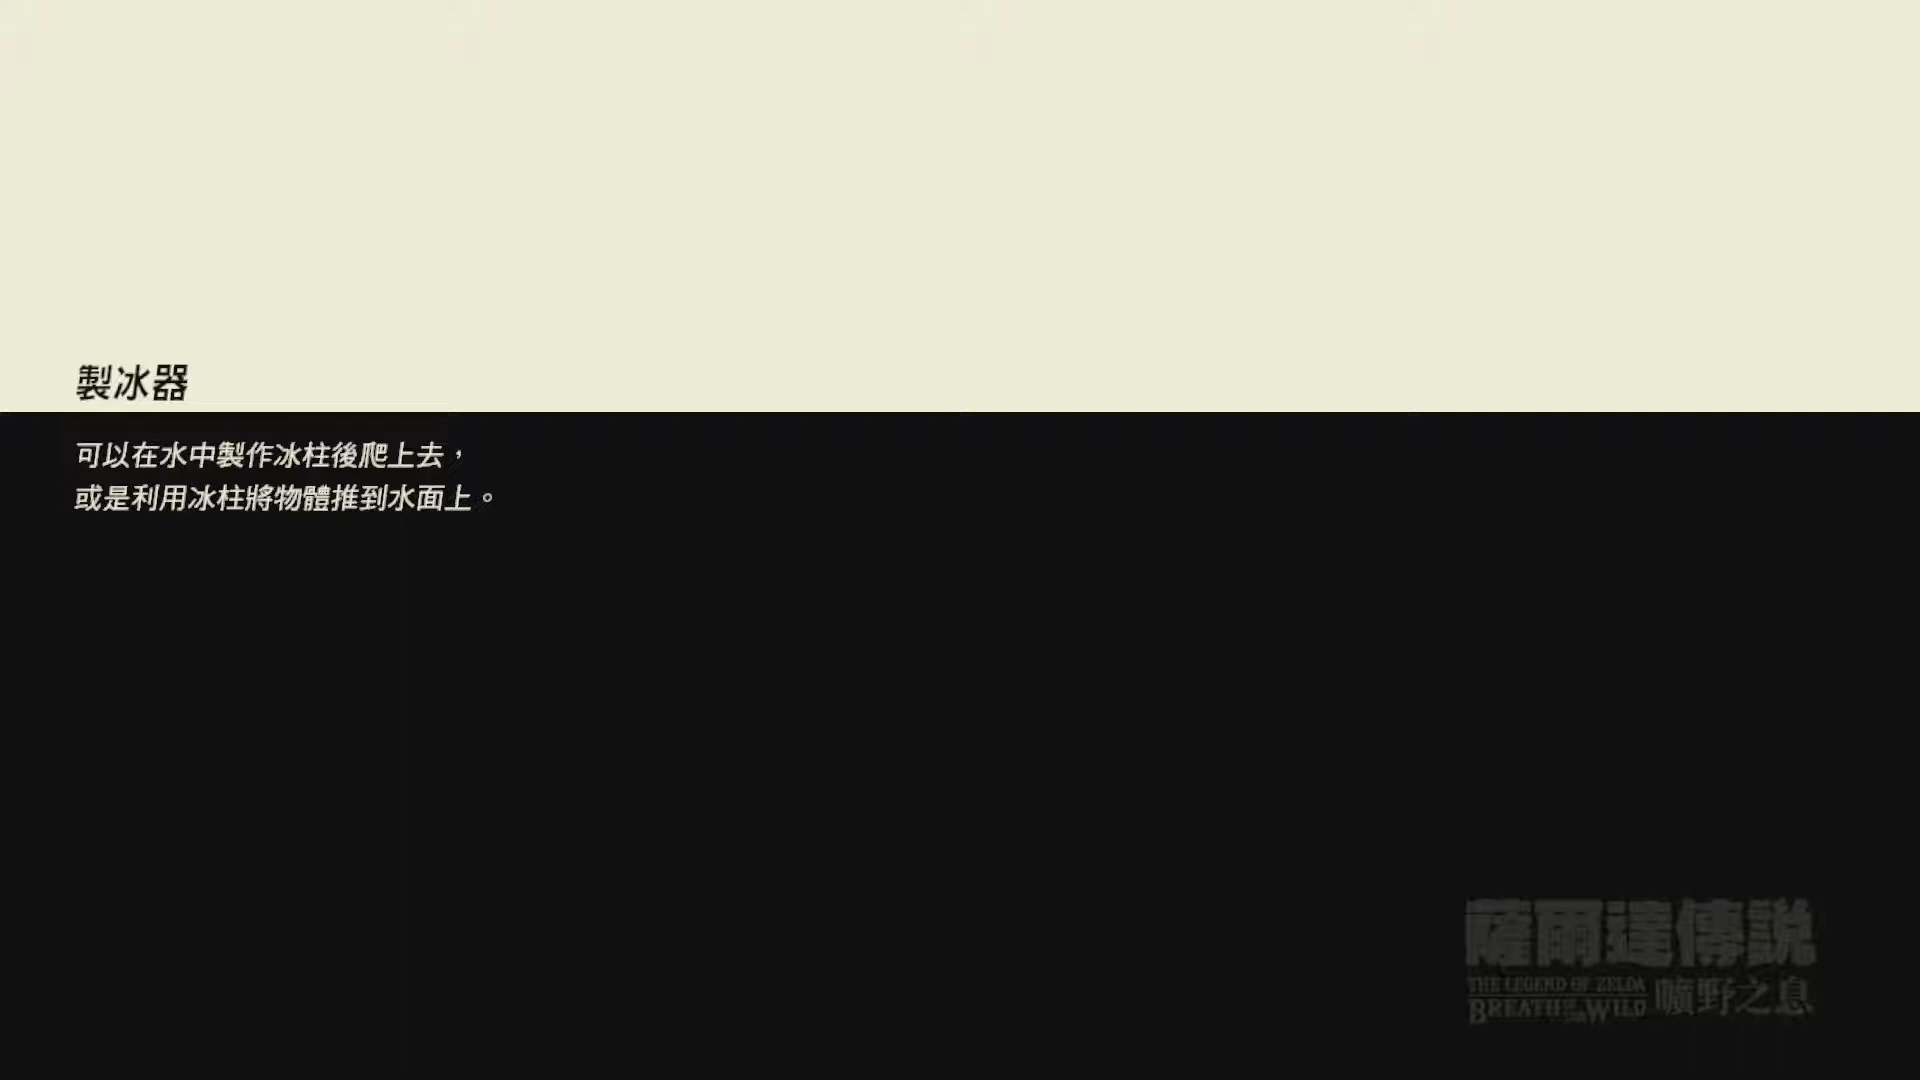 製冰器
可以在水中製作冰柱後爬上去，
或是利用冰柱將物體推到水面上。
薩爾達傳說
THE LEGEND OF ZELDA
BREATH OF THE WILD 曠野之息